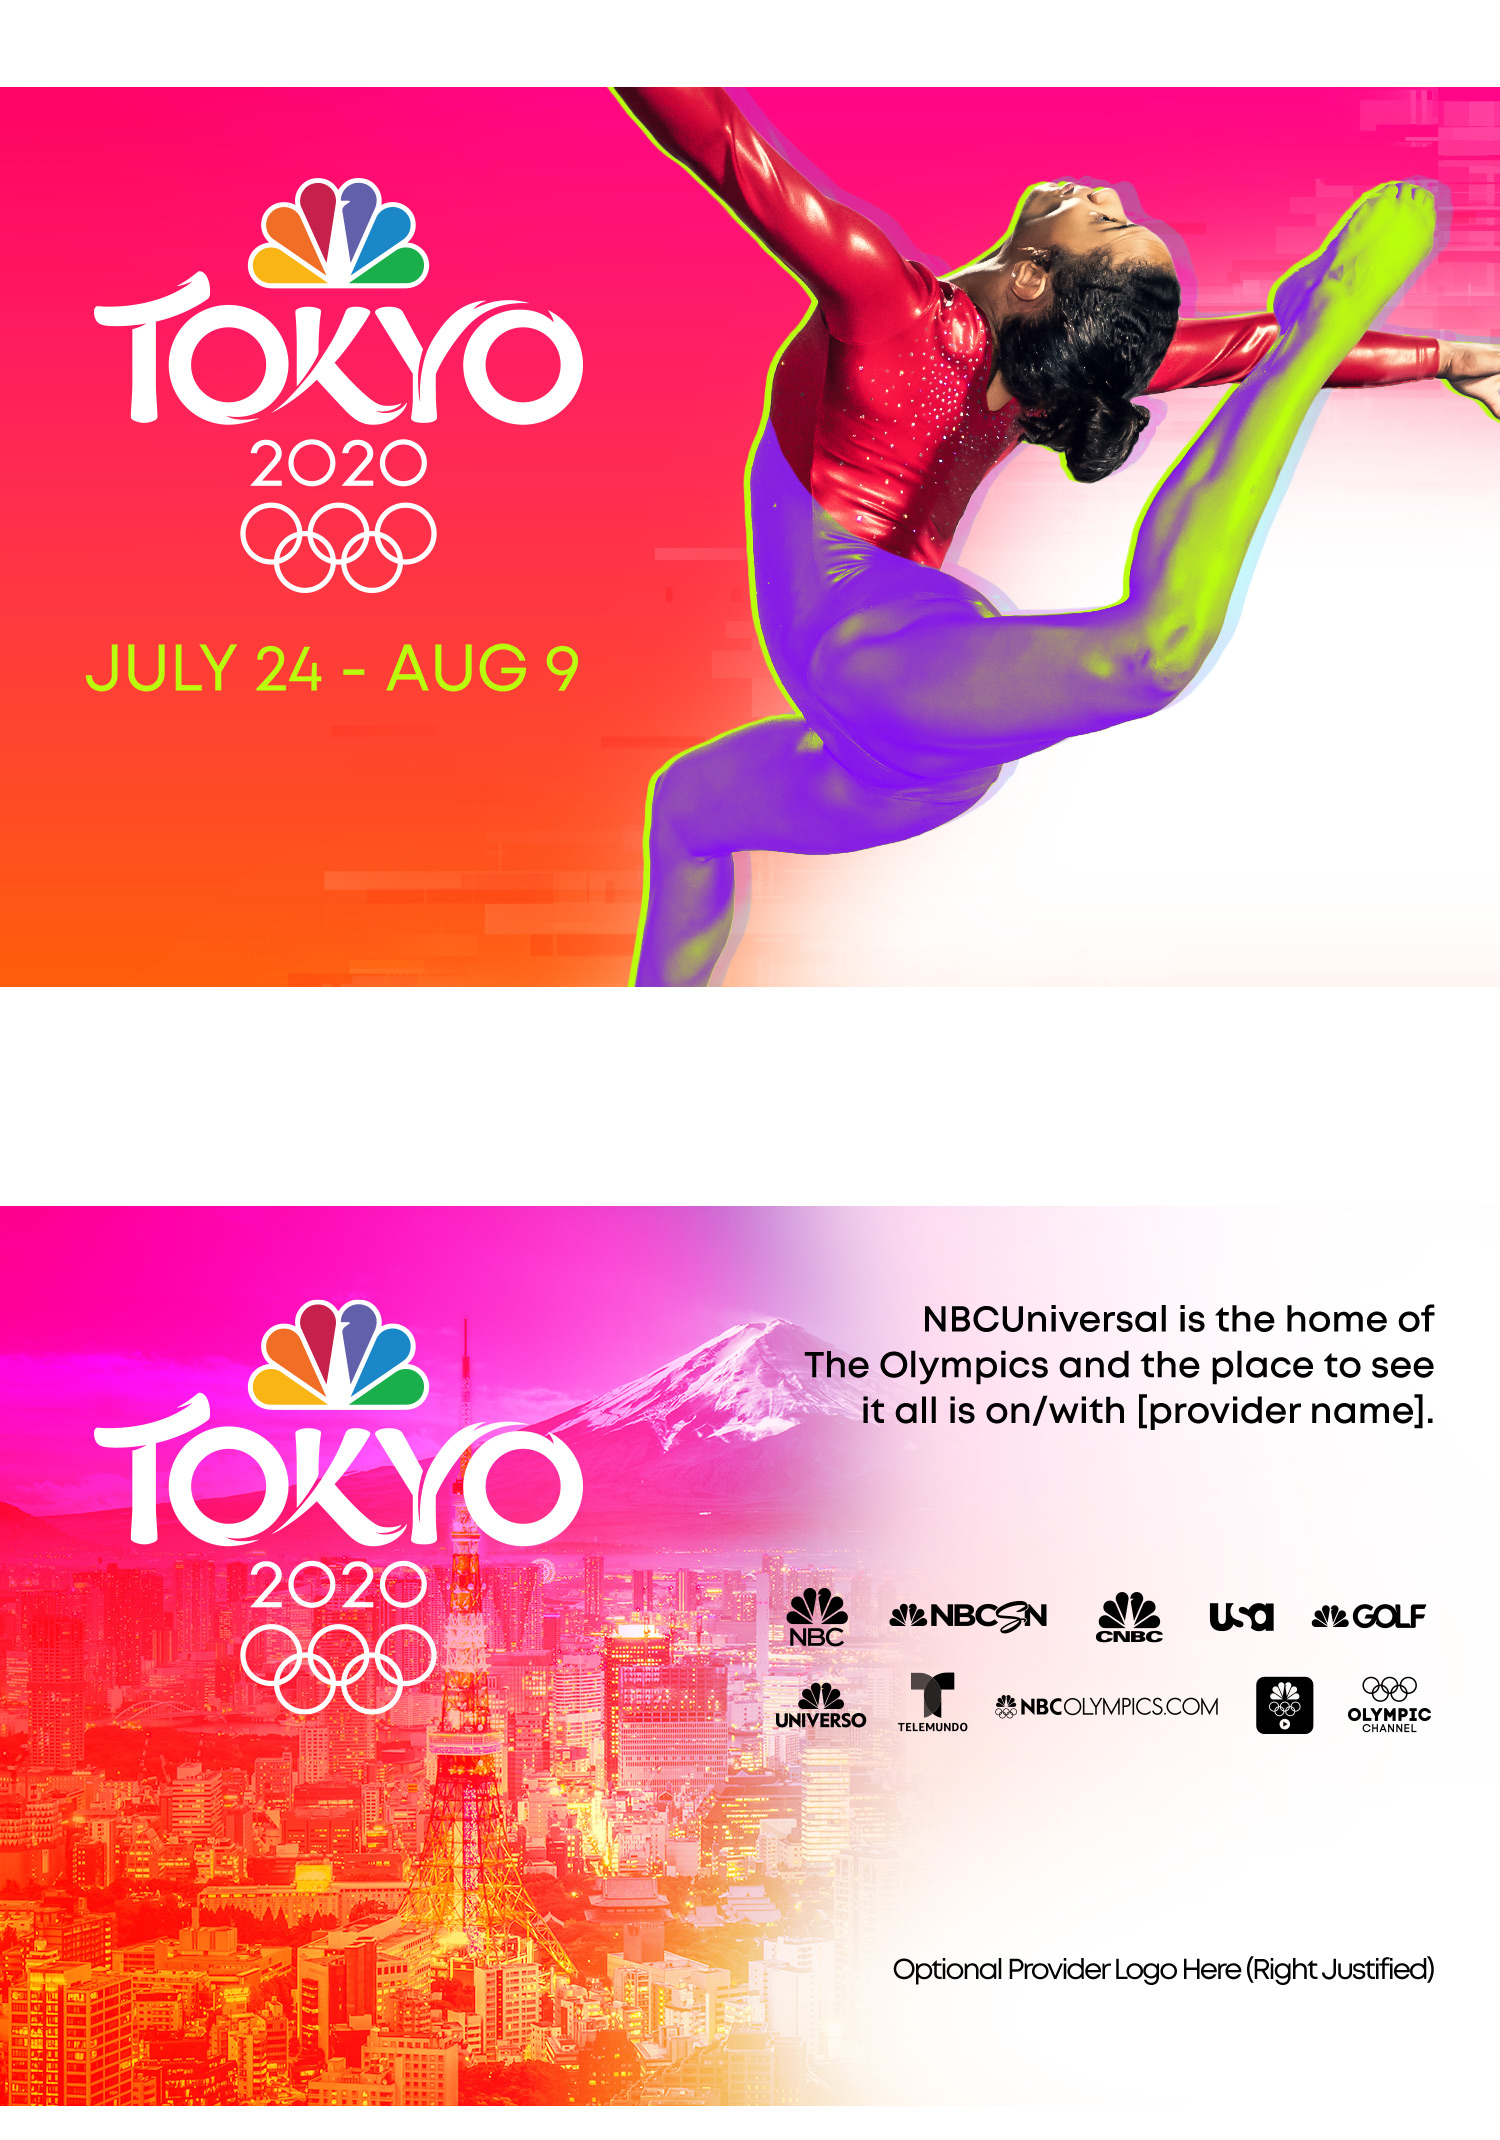 TOKYO
2020
JULY 24 - AUG 9
TOKYO
2020
NBCUniversal is the home of
The Olympics and the place to see
it all is on/with [provider name].
NBC NBCSN CNBC USA GOLF
UNIVERSO TELEMUNDO NBCOLYMPICS.COM OLYMPIC CHANNEL
Optional Provider Logo Here (Right Justified)